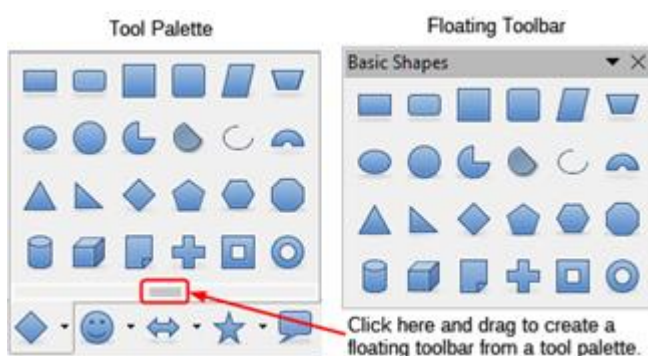 Tool Palette
Floating Toolbar
Basic Shapes
Click here and drag to create a
floating toolbar from a tool palette.